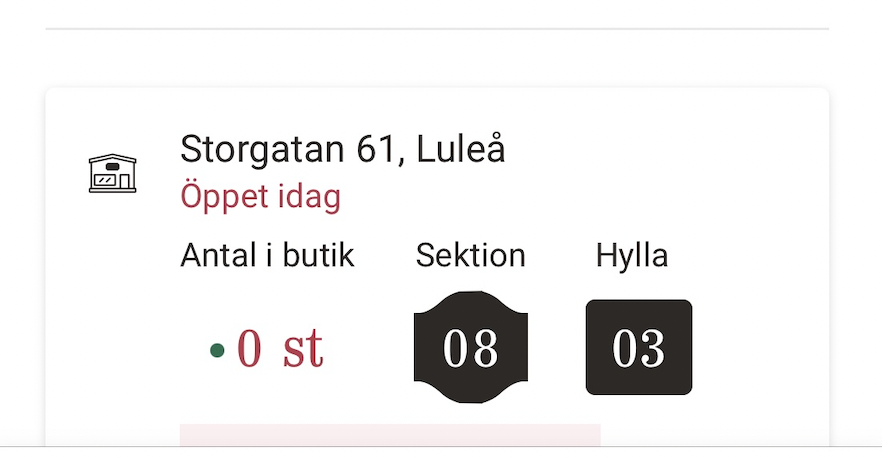 Storgatan 61, Luleå
Öppet idag
Antal i butik Sektion Hylla
0 st 08 03